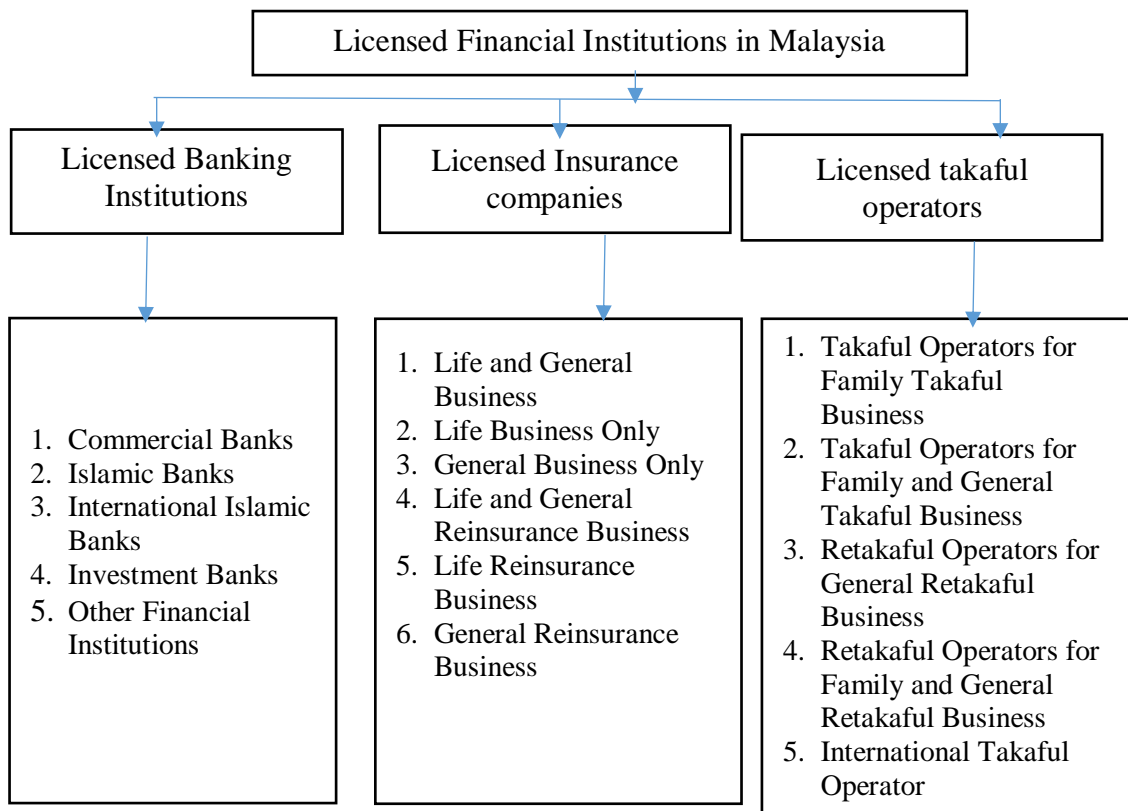 Licensed Financial Institutions in Malaysia
Licensed Banking
Institutions
Licensed Insurance
companies
Licensed takaful
operators
1. Commercial Banks
2. Islamic Banks
3. International Islamic
Banks
4. Investment Banks
5. Other Financial
Institutions
1. Life and General
Business
2. Life Business Only
3. General Business Only
4. Life and General
Reinsurance Business
5. Life Reinsurance
Business
6. General Reinsurance
Business
1. Takaful Operators for
Family Takaful
Business
2. Takaful Operators for
Family and General
Takaful Business
3. Retakaful Operators for
General Retakaful
Business
4. Retakaful Operators for
Family and General
Retakaful Business
5. International Takaful
Operator